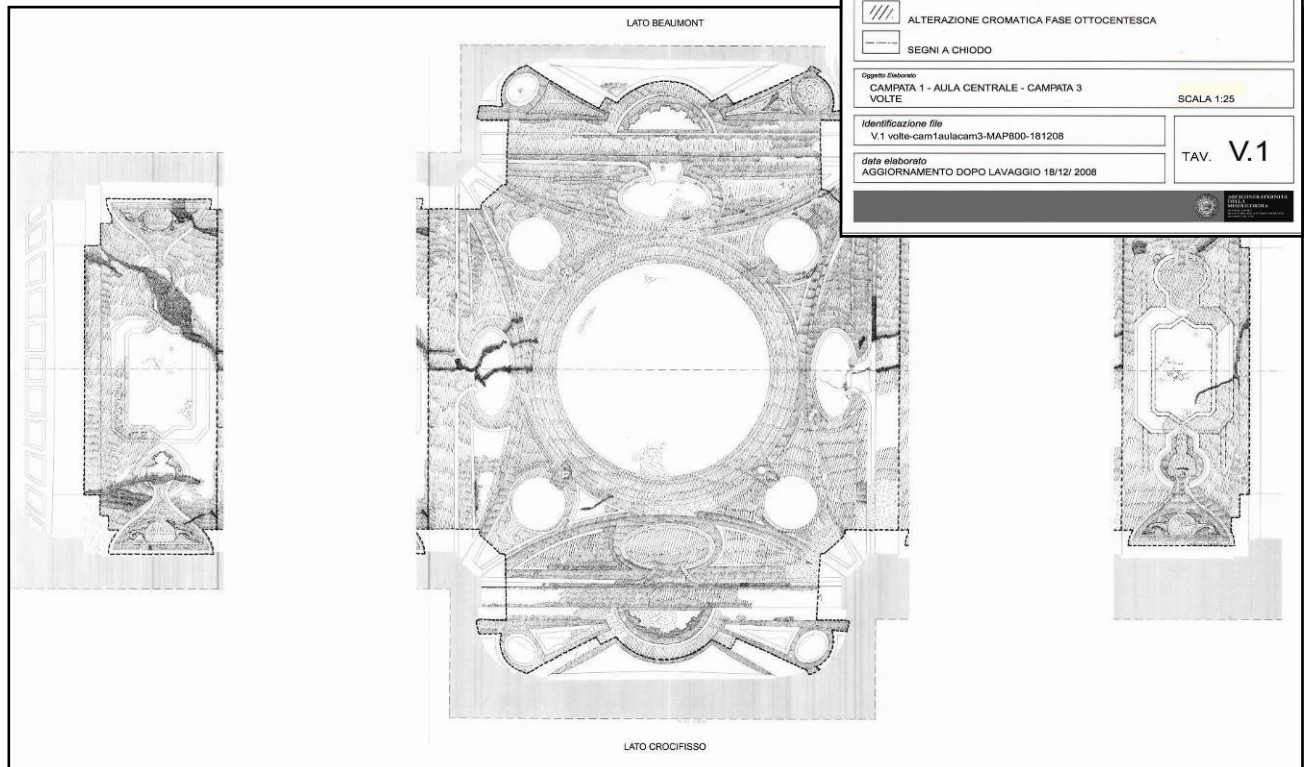 LATO BEAUMONT
ALTERAZIONE CROMATICA FASE OTTOCENTESCA
SEGNI A CHIODO
Oggetto Elaborato
CAMPATA 1 - AULA CENTRALE - CAMPATA 3
VOLTE
SCALA 1:25
Identificazione file
V.1 volte-cam1aulacam3-MAP800-181208
data elaborato
AGGIORNAMENTO DOPO LAVAGGIO 18/12/ 2008
TAV. V.1
ARCICONFRATERNITA
DELLA
MISERICORDIA
LATO CROCIFISSO